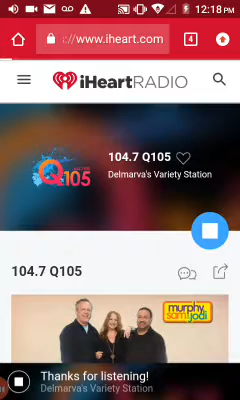 12:18 PM
://www.iheart.com
4
iHeartRADIO
Q105
104.7 Q105
Delmarva's Variety Station
104.7 Q105
murphy
sam&jodi
Thanks for listening!
Delmarva's Variety Station